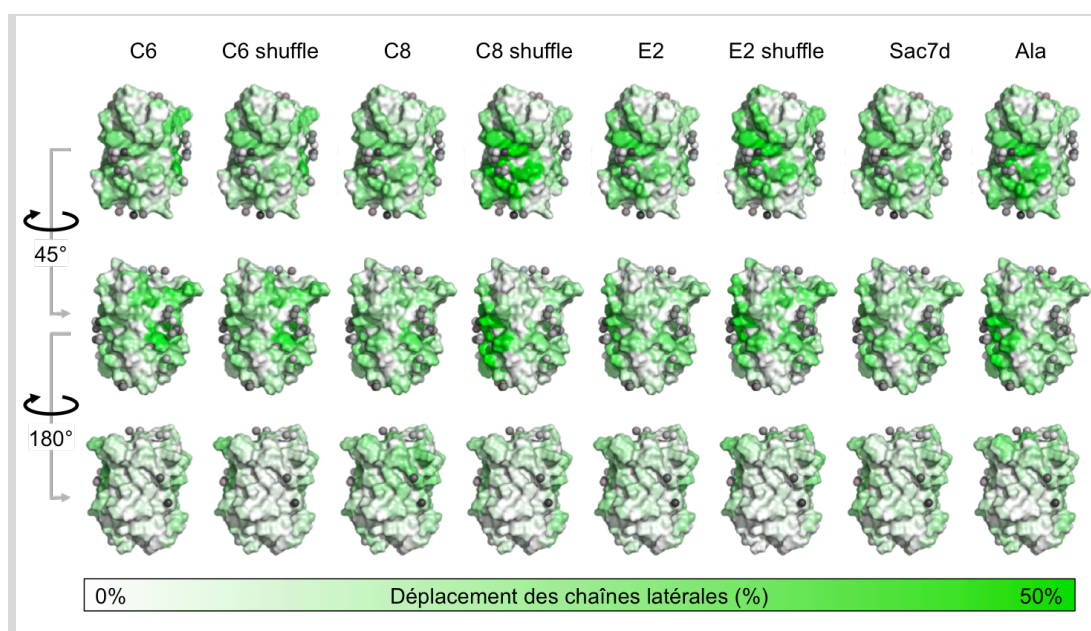 C6 C6 shuffle C8 C8 shuffle E2 E2 shuffle Sac7d Ala
45°
180°
0% Déplacement des chaînes latérales (%) 50%